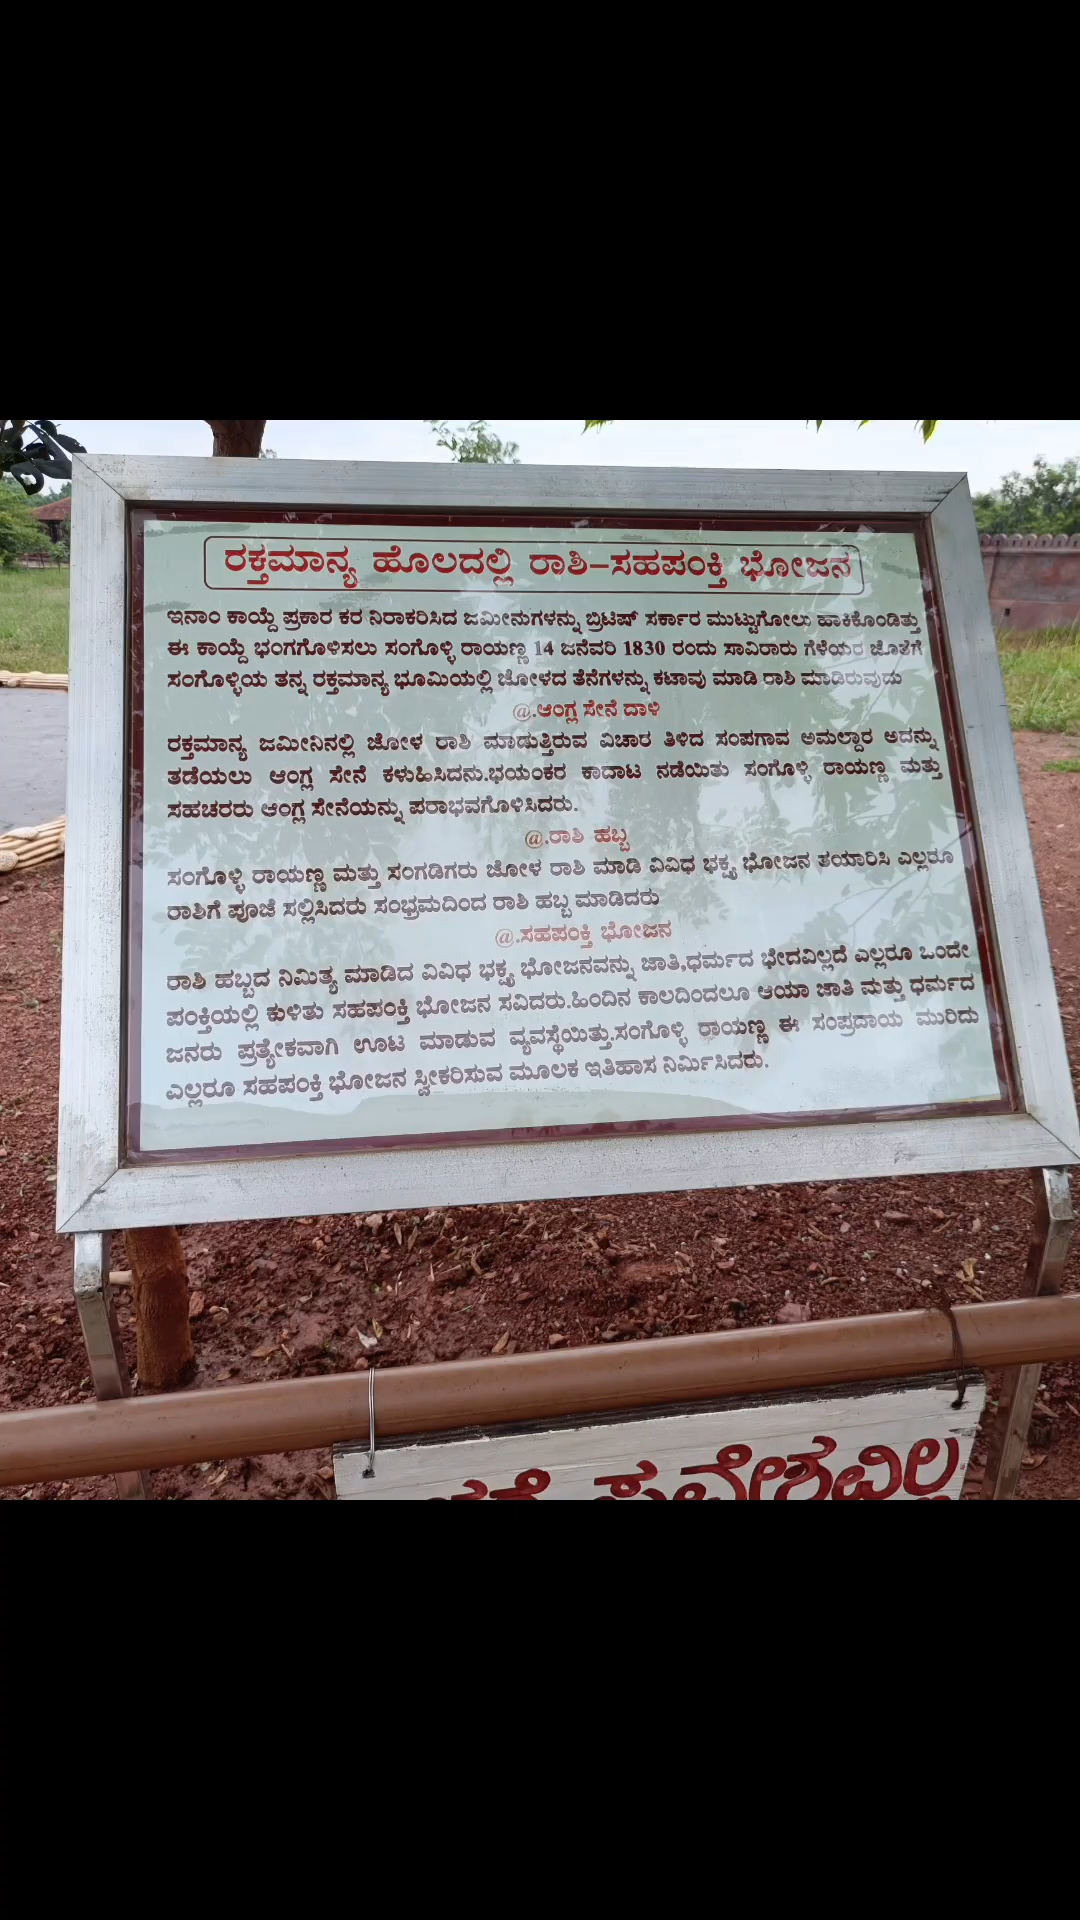 ರಕ್ತಮಾನ್ಯ ಹೊಲದಲ್ಲಿ ರಾಶಿ–ಸಹಪಂಕ್ತಿ ಭೋಜನ
ಇನಾಂ ಕಾಯ್ದೆ ಪ್ರಕಾರ ಕರ ನಿರಾಕರಿಸಿದ ಜಮೀನುಗಳನ್ನು ಬ್ರಿಟಿಷ್ ಸರ್ಕಾರ ಮುಟ್ಟುಗೋಲು ಹಾಕಿಕೊಂಡಿತ್ತು
ಈ ಕಾಯ್ದೆ ಭಂಗಗೊಳಿಸಲು ಸಂಗೊಳ್ಳಿ ರಾಯಣ್ಣ 14 ಜನೆವರಿ 1830 ರಂದು ಸಾವಿರಾರು ಗೆಳೆಯರ ಜೊತೆಗೆ
ಸಂಗೊಳ್ಳಿಯ ತನ್ನ ರಕ್ತಮಾನ್ಯ ಭೂಮಿಯಲ್ಲಿ ಜೋಳದ ತೆನೆಗಳನ್ನು ಕಟಾವು ಮಾಡಿ ರಾಶಿ ಮಾಡಿರುವುದು
@.ಆಂಗ್ಲ ಸೇನೆ ದಾಳಿ
ರಕ್ತಮಾನ್ಯ ಜಮೀನಿನಲ್ಲಿ ಜೋಳ ರಾಶಿ ಮಾಡುತ್ತಿರುವ ವಿಚಾರ ತಿಳಿದ ಸಂಪಗಾವ ಅಮಲ್ದಾರ ಅದನ್ನು
ತಡೆಯಲು ಆಂಗ್ಲ ಸೇನೆ ಕಳುಹಿಸಿದನು.ಭಯಂಕರ ಕಾದಾಟ ನಡೆಯಿತು ಸಂಗೊಳ್ಳಿ ರಾಯಣ್ಣ ಮತ್ತು
ಸಹಚರರು ಆಂಗ್ಲ ಸೇನೆಯನ್ನು ಪರಾಭವಗೊಳಿಸಿದರು.
@.ರಾಶಿ ಹಬ್ಬ
ಸಂಗೊಳ್ಳಿ ರಾಯಣ್ಣ ಮತ್ತು ಸಂಗಡಿಗರು ಜೋಳ ರಾಶಿ ಮಾಡಿ ವಿವಿಧ ಭಕ್ಷ್ಯ ಭೋಜನ ತಯಾರಿಸಿ ಎಲ್ಲರೂ
ರಾಶಿಗೆ ಪೂಜೆ ಸಲ್ಲಿಸಿದರು ಸಂಭ್ರಮದಿಂದ ರಾಶಿ ಹಬ್ಬ ಮಾಡಿದರು
@.ಸಹಪಂಕ್ತಿ ಭೋಜನ
ರಾಶಿ ಹಬ್ಬದ ನಿಮಿತ್ಯ ಮಾಡಿದ ವಿವಿಧ ಭಕ್ಷ್ಯ ಭೋಜನವನ್ನು ಜಾತಿ,ಧರ್ಮದ ಭೇದವಿಲ್ಲದೆ ಎಲ್ಲರೂ ಒಂದೇ
ಪಂಕ್ತಿಯಲ್ಲಿ ಕುಳಿತು ಸಹಪಂಕ್ತಿ ಭೋಜನ ಸವಿದರು.ಹಿಂದಿನ ಕಾಲದಿಂದಲೂ ಆಯಾ ಜಾತಿ ಮತ್ತು ಧರ್ಮದ
ಜನರು ಪ್ರತ್ಯೇಕವಾಗಿ ಊಟ ಮಾಡುವ ವ್ಯವಸ್ಥೆಯಿತ್ತು.ಸಂಗೊಳ್ಳಿ ರಾಯಣ್ಣ ಈ ಸಂಪ್ರದಾಯ ಮುರಿದು
ಎಲ್ಲರೂ ಸಹಪಂಕ್ತಿ ಭೋಜನ ಸ್ವೀಕರಿಸುವ ಮೂಲಕ ಇತಿಹಾಸ ನಿರ್ಮಿಸಿದರು.
ಪ್ರವೇಶವಿಲ್ಲ